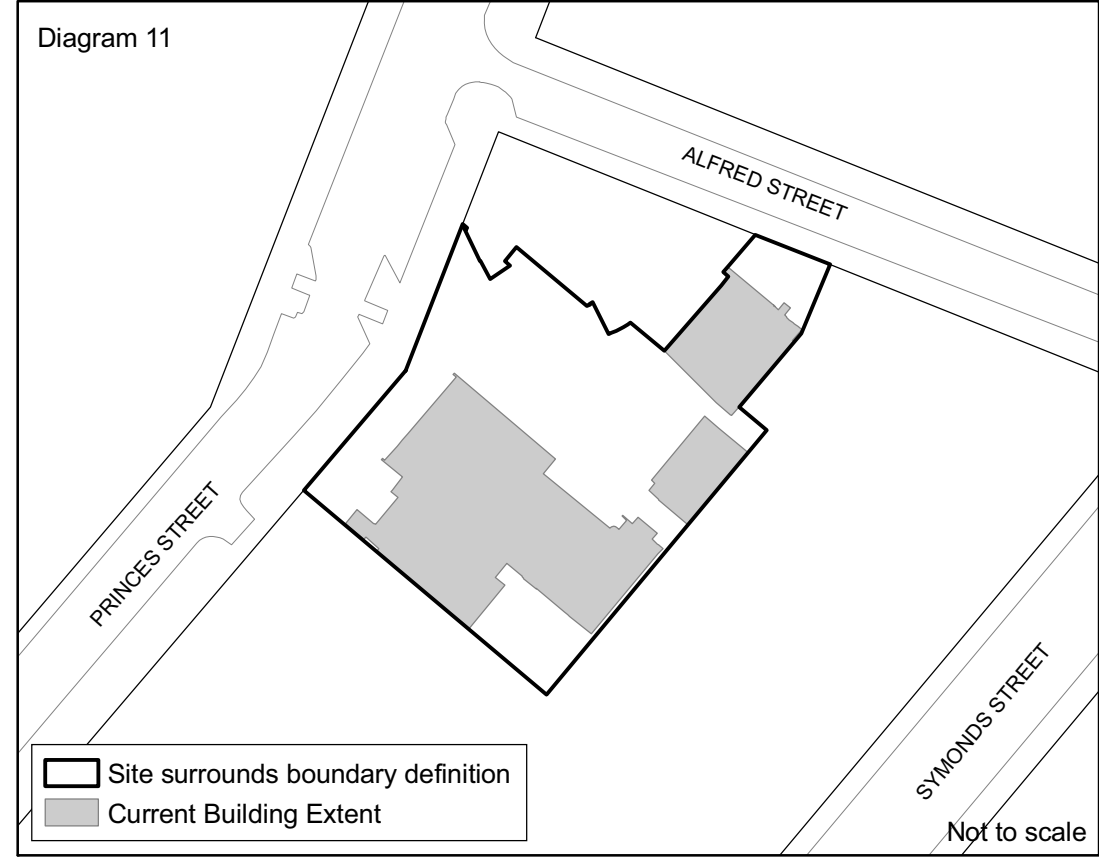 Diagram 11
ALFRED STREET
PRINCES STREET
SYMONDS STREET
Site surrounds boundary definition
Current Building Extent
Not to scale